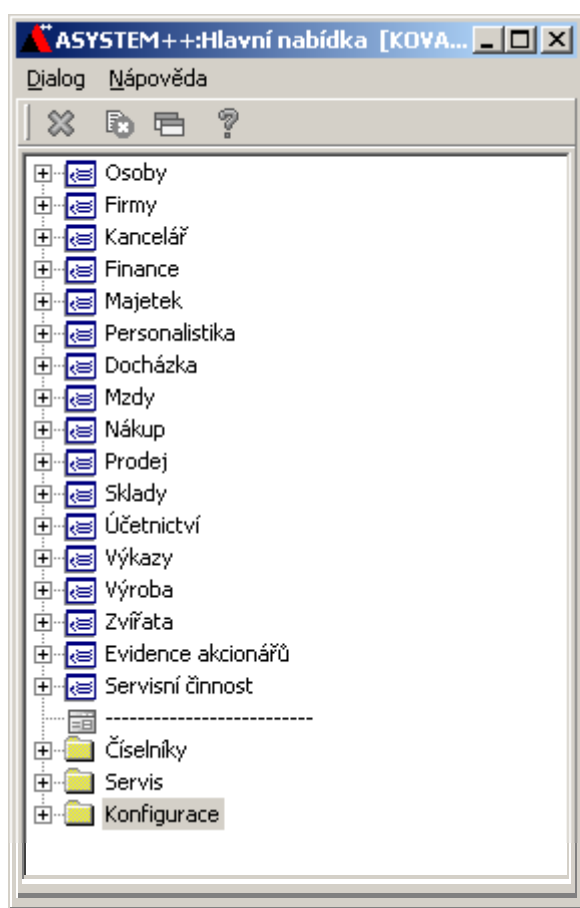 ASYSTEM++:Hlavní nabídka [KOVA...
Dialog Nápověda
Osoby
Firmy
Kancelář
Finance
Majetek
Personalistika
Docházka
Mzdy
Nákup
Prodej
Sklady
Účetnictví
Výkazy
Výroba
Zvířata
Evidence akcionářů
Servisní činnost
--------------------------
Číselníky
Servis
Konfigurace